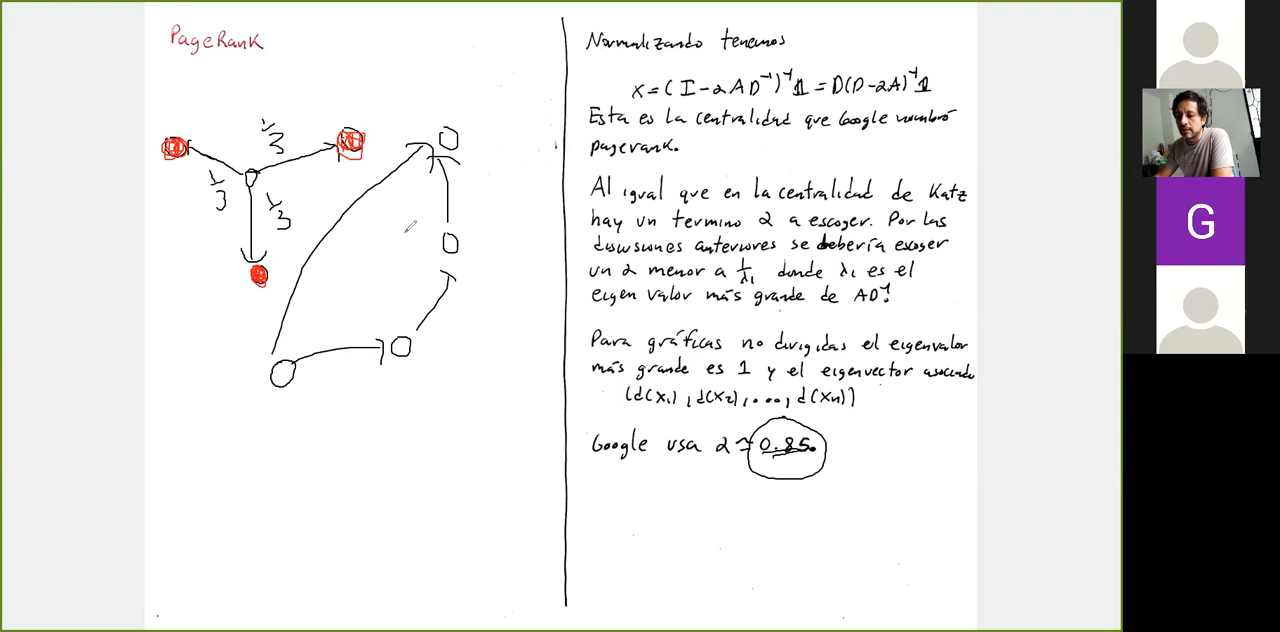 PageRank
1/3
1/3
1/3
Normalizando tenemos
x = (I - α A D⁻¹)⁻¹ 𝟙 = D(D - αA)⁻¹ 𝟙
Esta es la centralidad que Google nombró
pagerank.
Al igual que en la centralidad de Katz
hay un termino α a escoger. Por las
discusiones anteriores se debería escoger
un α menor a 1/λ₁ donde λ₁ es el
eigen valor más grande de AD⁻¹.
Para gráficas no dirigidas el eigenvalor
más grande es 1 y el eigenvector asociado
(d(x₁), d(x₂), ..., d(xn))
Google usa α ≃ 0.85.
G